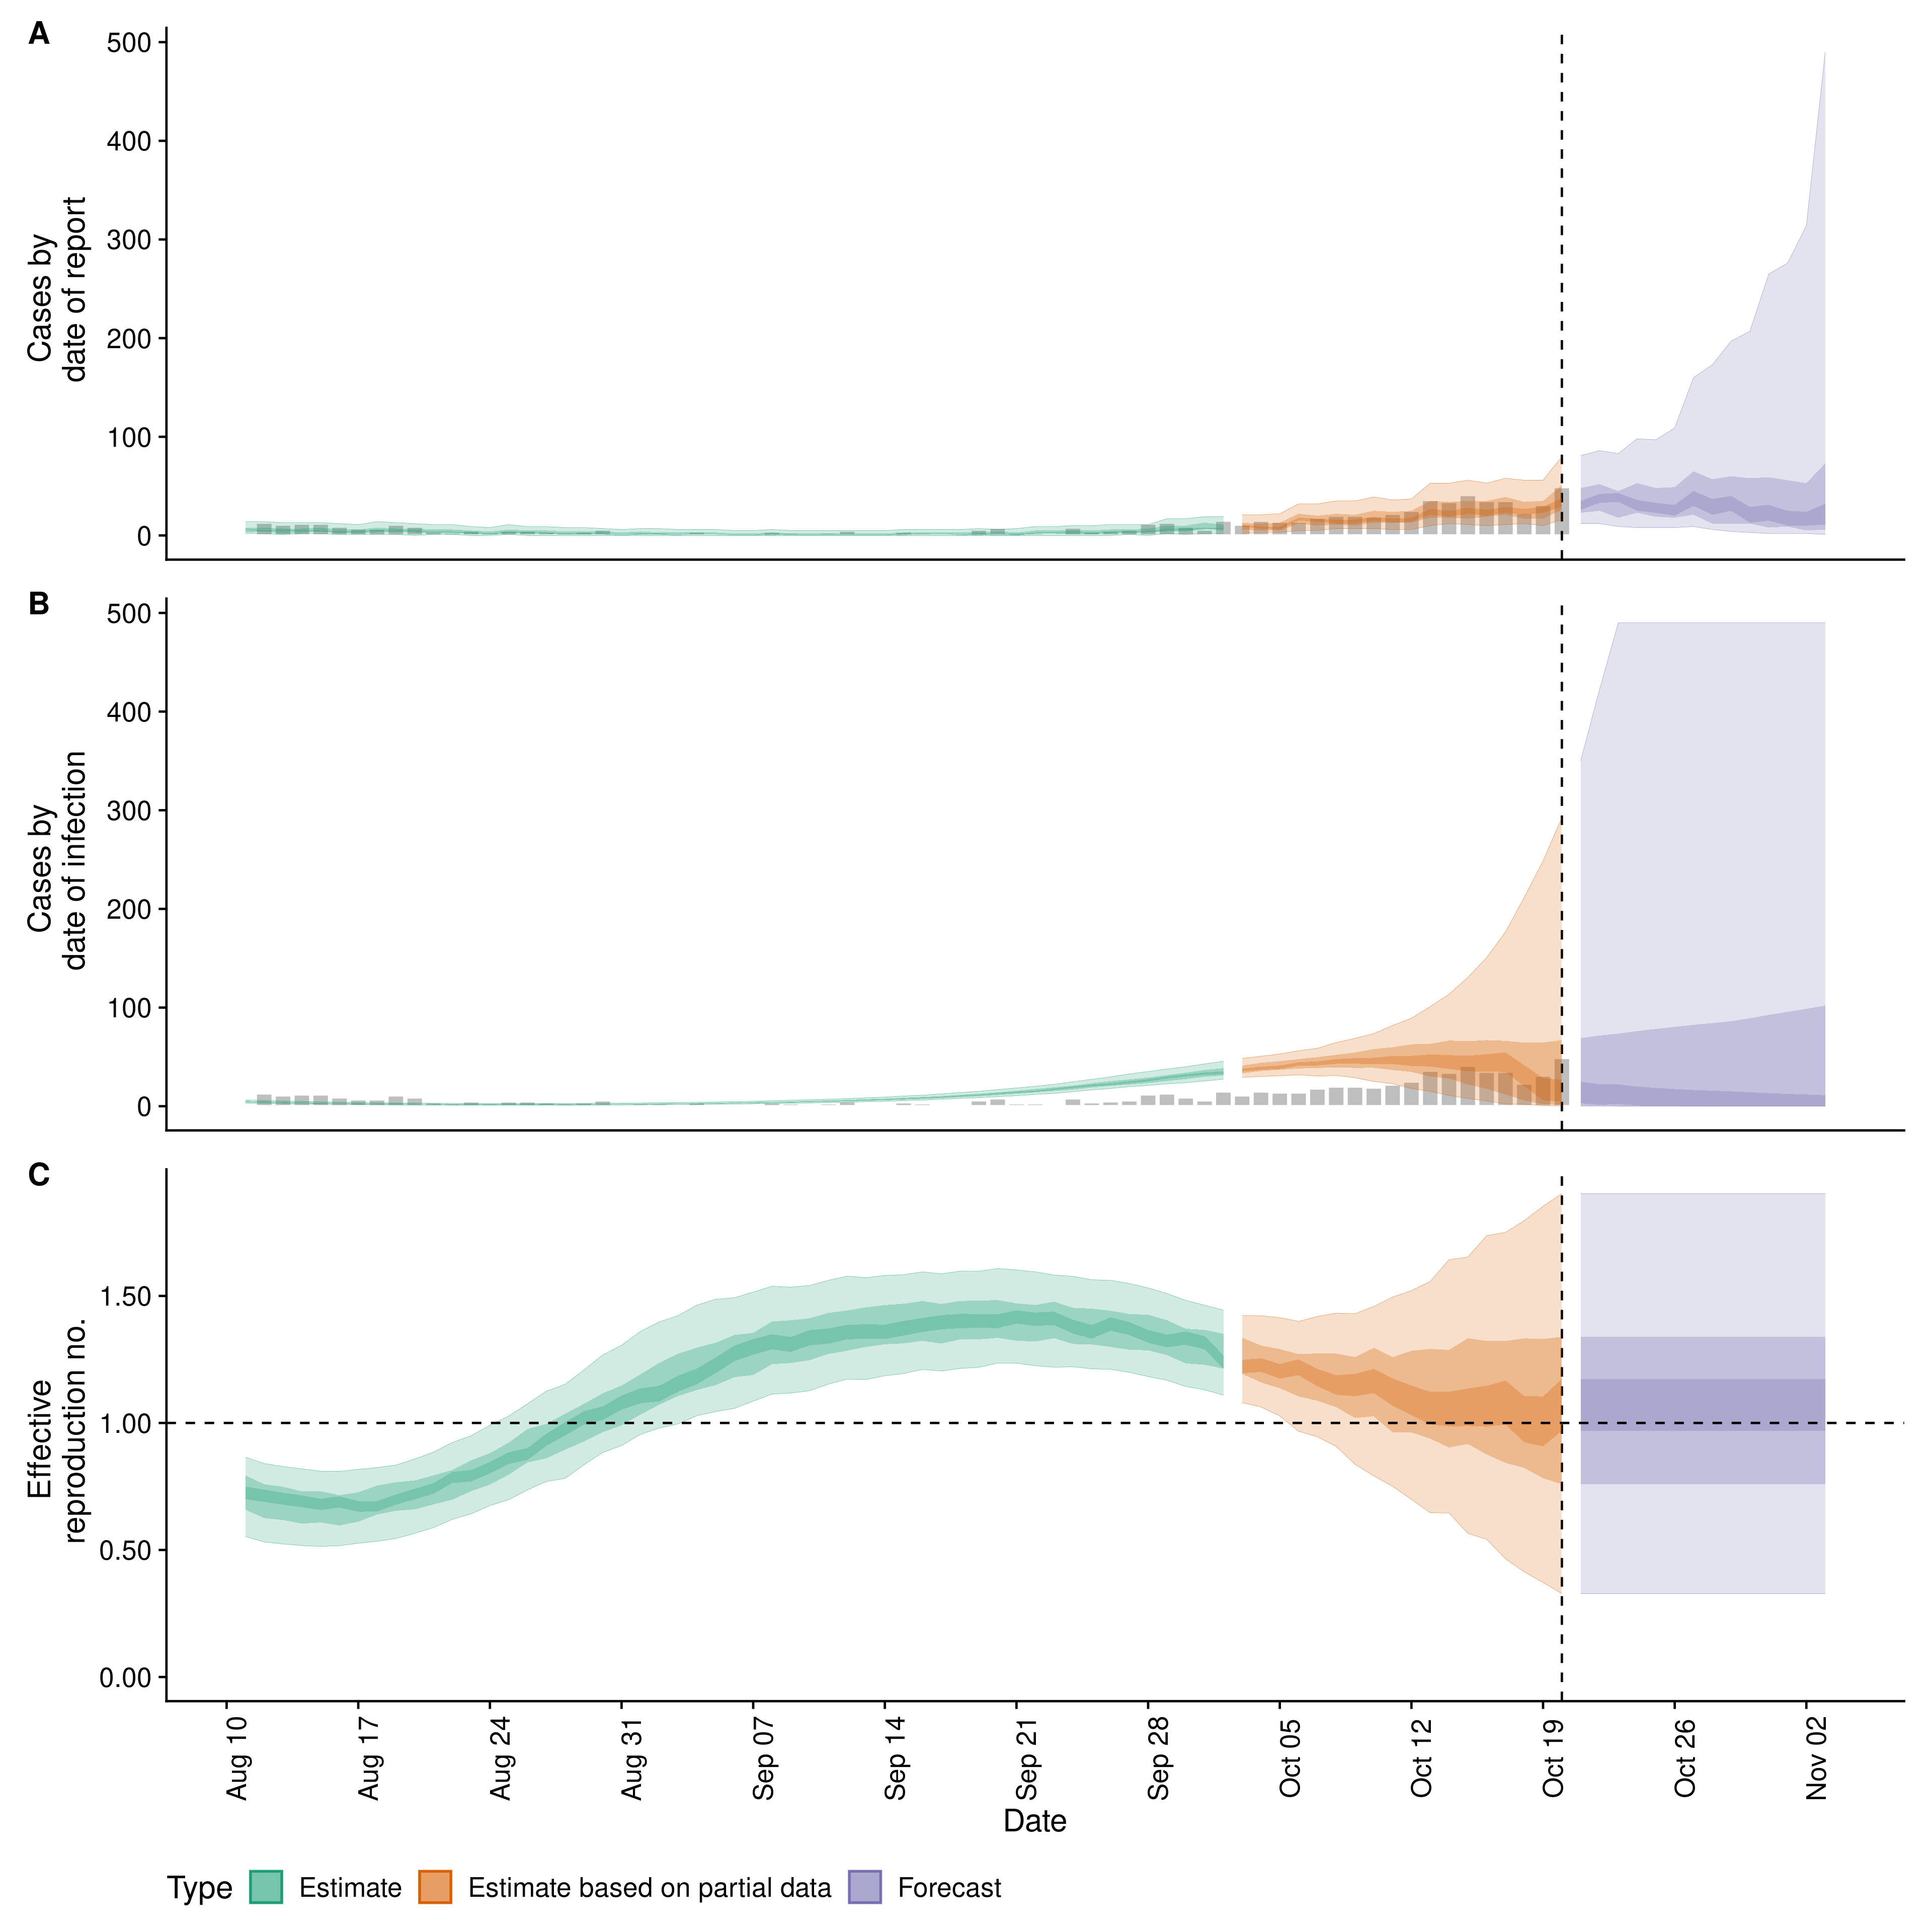 A
500
400
300
200
100
0
Cases by
date of report
B
500
400
300
200
100
0
Cases by
date of infection
C
1.50
1.00
0.50
0.00
Effective
reproduction no.
Aug 10
Aug 17
Aug 24
Aug 31
Sep 07
Sep 14
Sep 21
Sep 28
Oct 05
Oct 12
Oct 19
Oct 26
Nov 02
Date
Type Estimate Estimate based on partial data Forecast